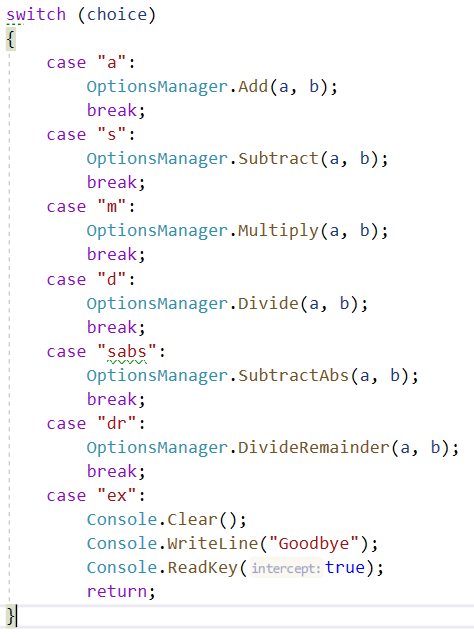 switch (choice)
{
case "a":
OptionsManager.Add(a, b);
break;
case "s":
OptionsManager.Subtract(a, b);
break;
case "m":
OptionsManager.Multiply(a, b);
break;
case "d":
OptionsManager.Divide(a, b);
break;
case "sabs":
OptionsManager.SubtractAbs(a, b);
break;
case "dr":
OptionsManager.DivideRemainder(a, b);
break;
case "ex":
Console.Clear();
Console.WriteLine("Goodbye");
Console.ReadKey(intercept: true);
return;
}